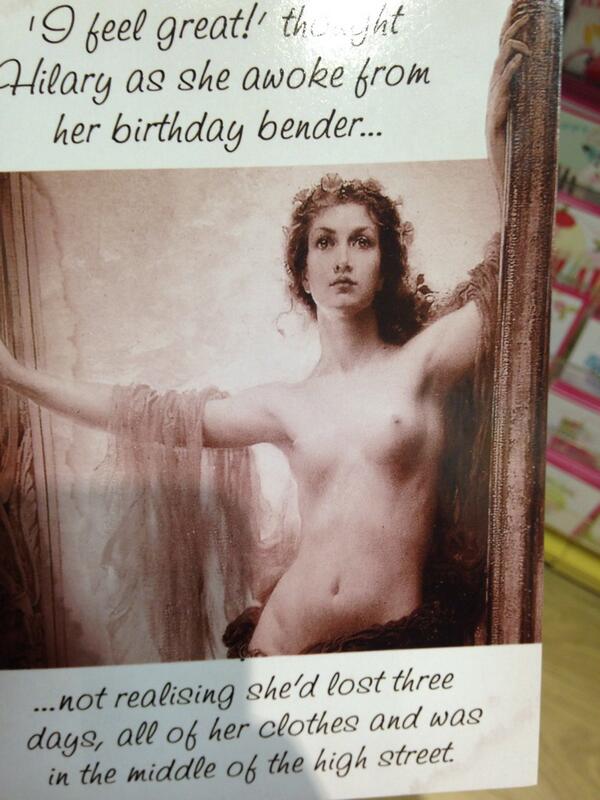 'I feel great!' thought
Hilary as she awoke from
her birthday bender...
...not realising she'd lost three
days, all of her clothes and was
in the middle of the high street.